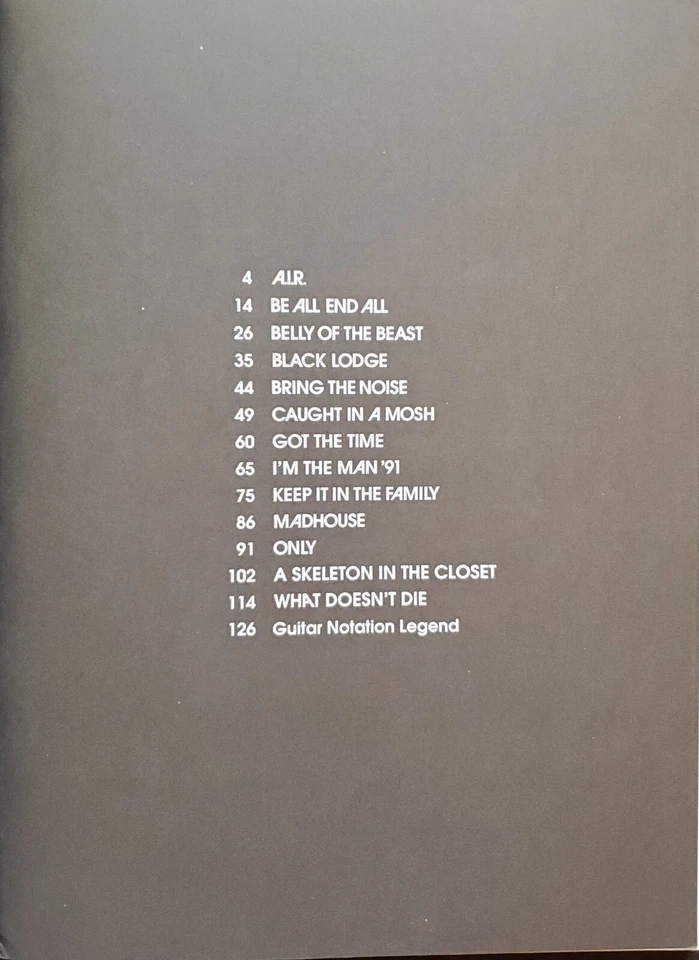 4 A.I.R.
14 BE ALL END ALL
26 BELLY OF THE BEAST
35 BLACK LODGE
44 BRING THE NOISE
49 CAUGHT IN A MOSH
60 GOT THE TIME
65 I'M THE MAN '91
75 KEEP IT IN THE FAMILY
86 MADHOUSE
91 ONLY
102 A SKELETON IN THE CLOSET
114 WHAT DOESN'T DIE
126 Guitar Notation Legend